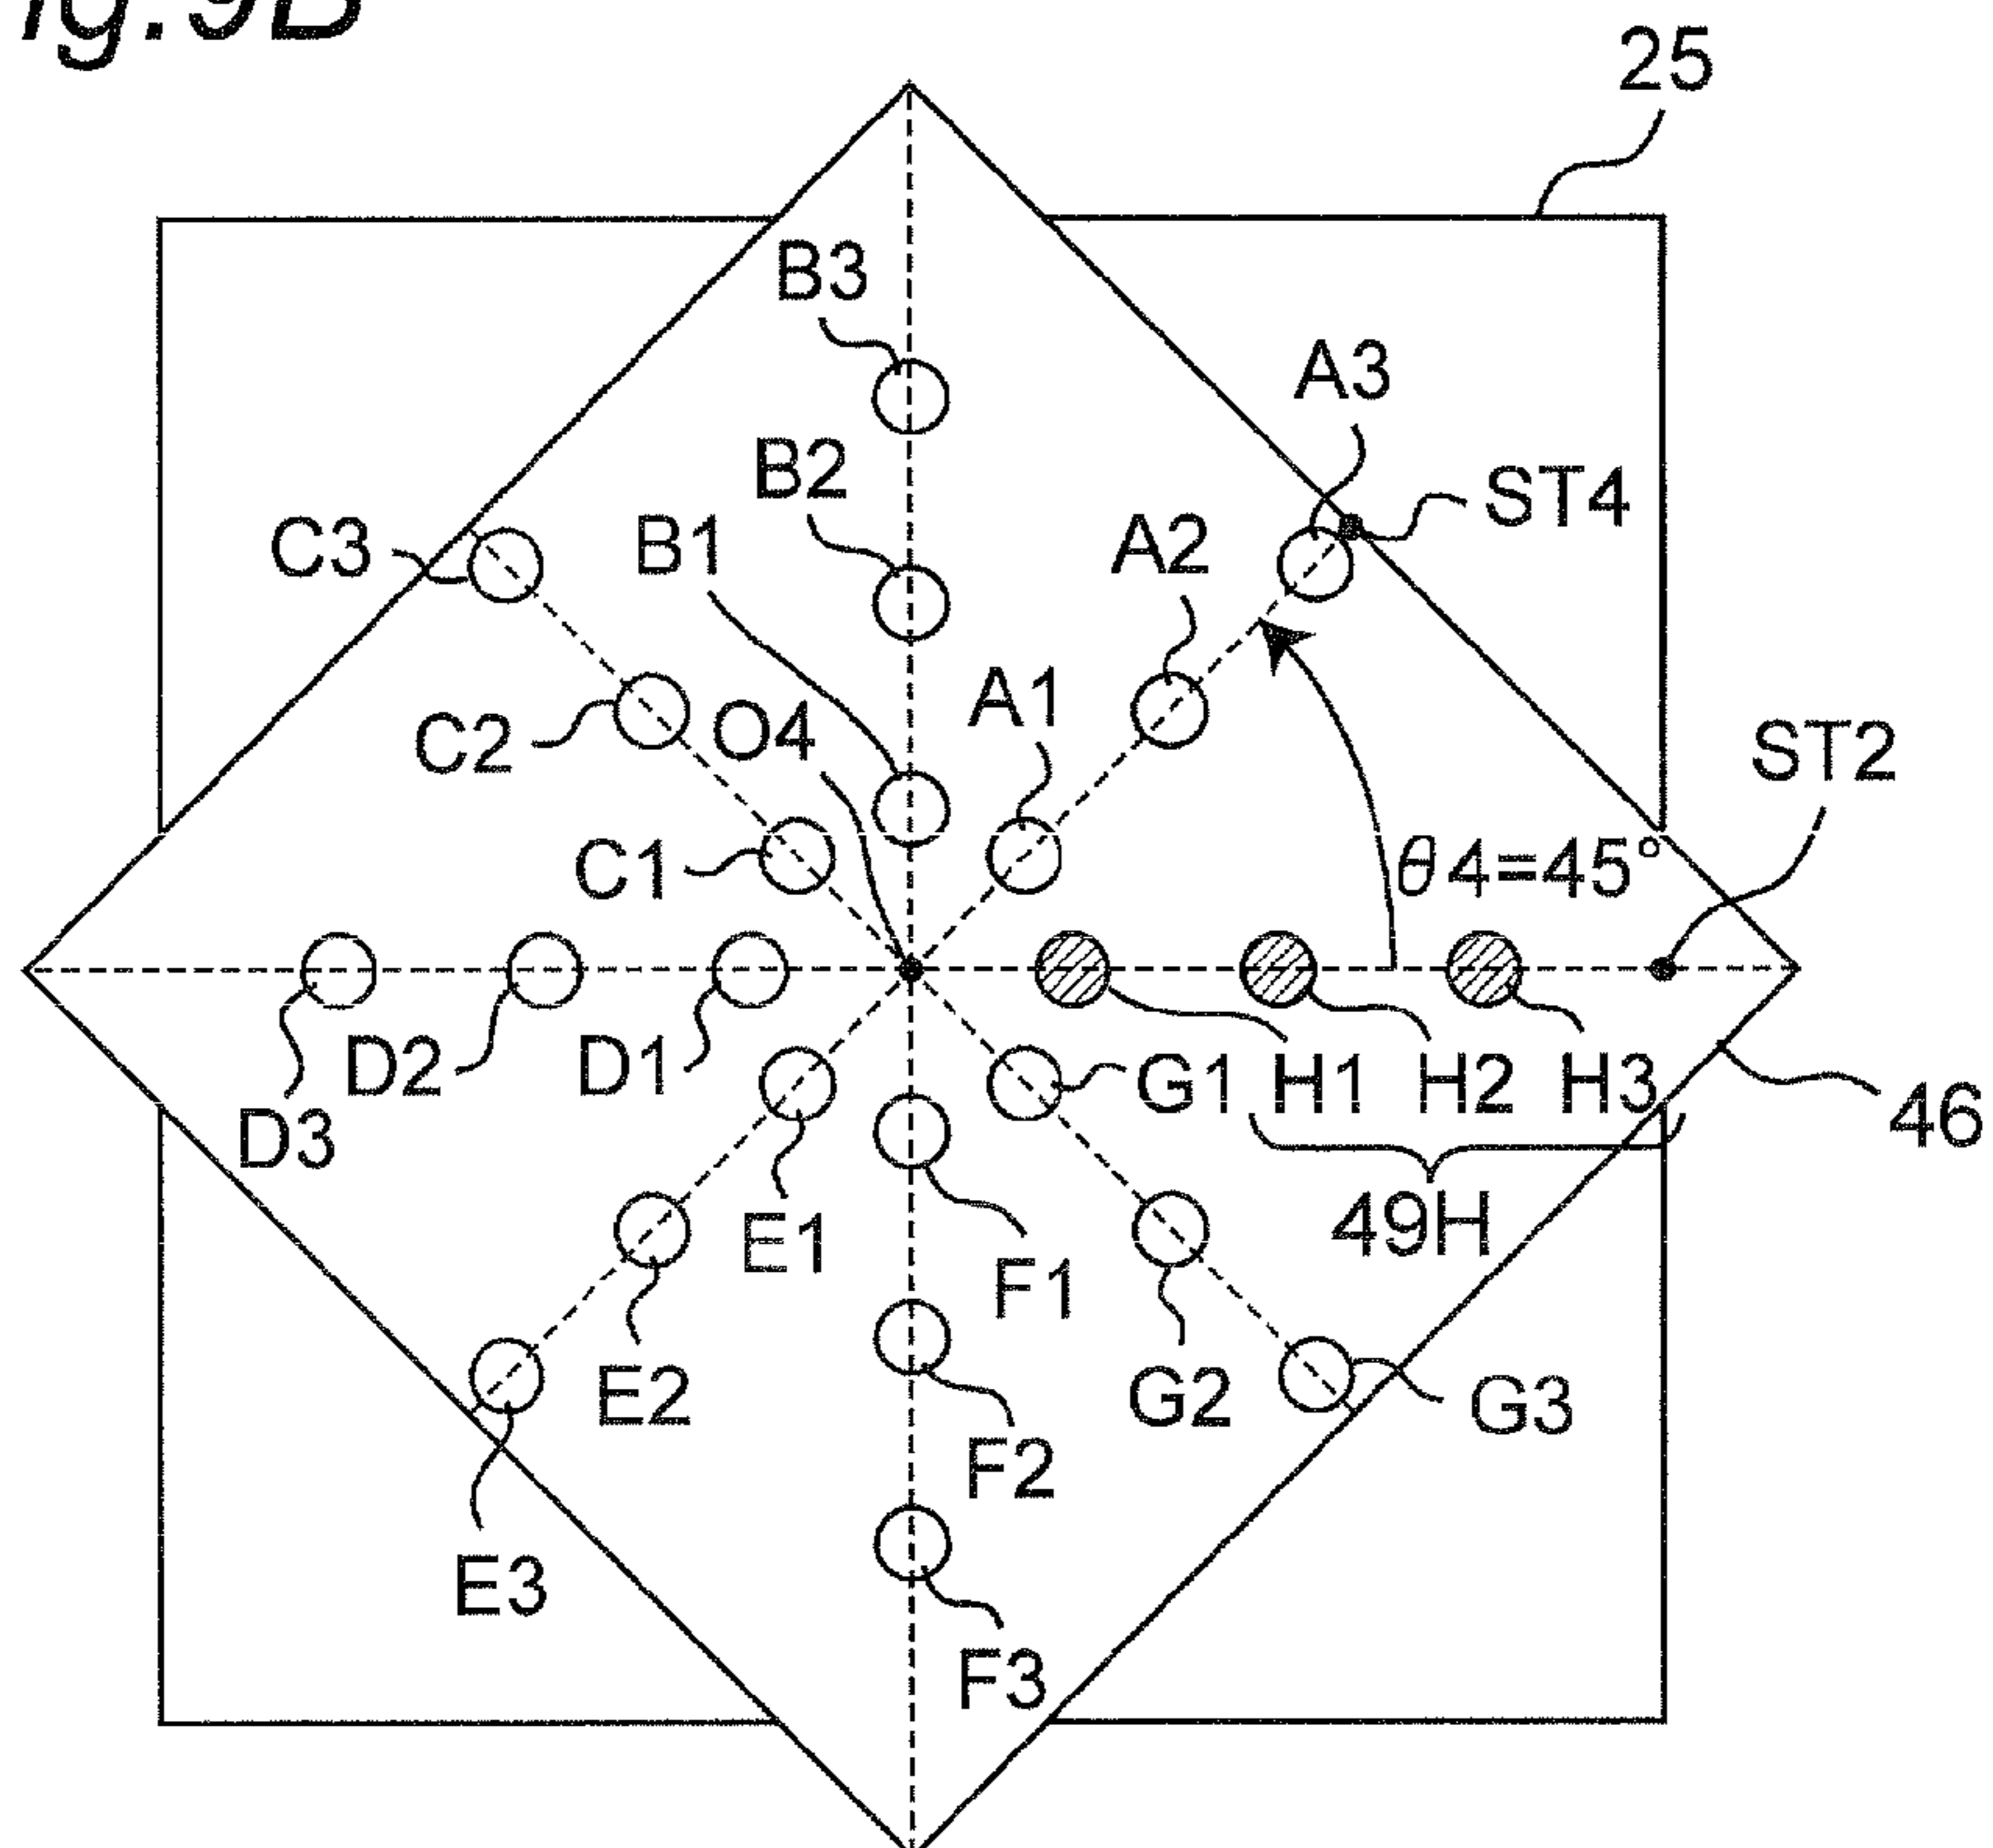 ig.9B
25
B3
A3
B2
ST4
C3
B1
A2
A1
C2
O4
ST2
C1
θ4=45°
D3
D2
D1
G1
H1
H2
H3
46
E1
49H
F1
E2
G2
G3
F2
E3
F3